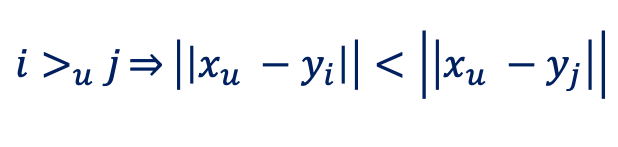 i >ᵤ j ⇒ ||xᵤ − yᵢ|| < ||xᵤ − yⱼ||